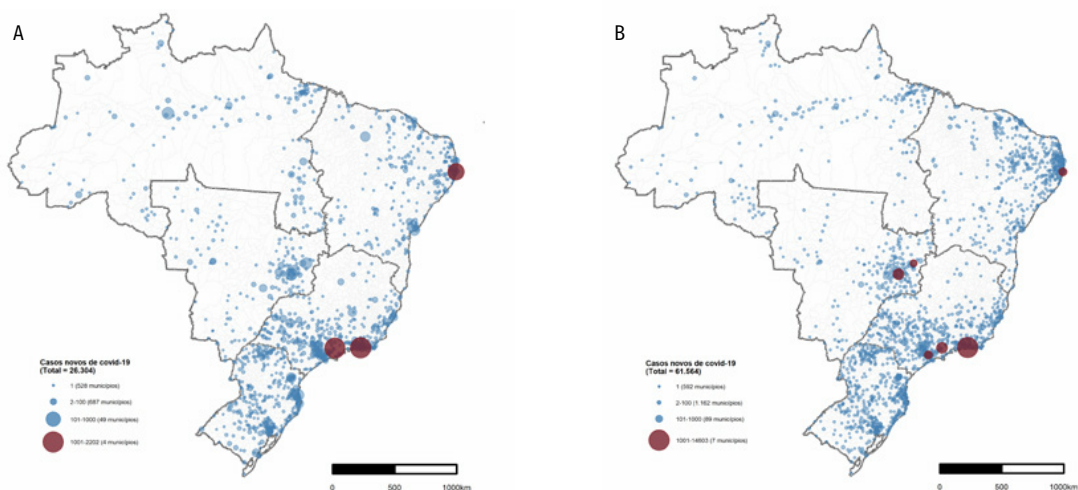 A
Casos novos de covid-19
(Total = 26.304)
1 (528 municípios)
2-100 (687 municípios)
101-1000 (49 municípios)
1001-2202 (4 municípios)
0 500 1000km
B
Casos novos de covid-19
(Total = 61.564)
1 (592 municípios)
2-100 (1.162 municípios)
101-1000 (89 municípios)
1001-14603 (7 municípios)
0 500 1000km